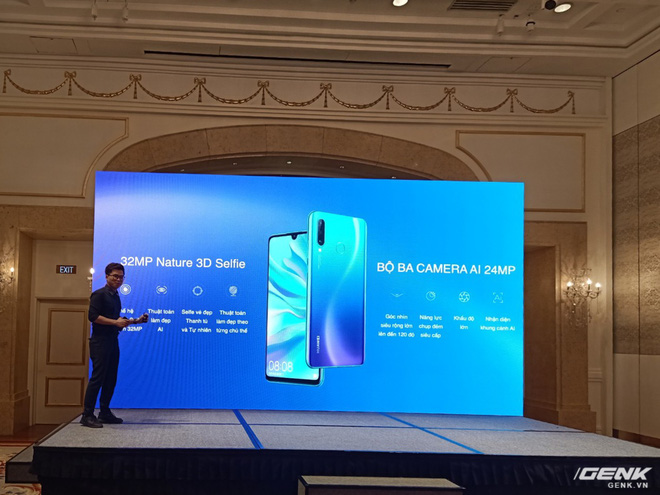 EXIT
32MP Nature 3D Selfie
hệ
32MP
Thuật toán
làm đẹp
AI
Selfie vẻ đẹp
Thanh tú
và Tự nhiên
Thuật toán
làm đẹp theo
từng chủ thể
HUAWEI
08:08
BỘ BA CAMERA AI 24MP
Góc nhìn
siêu rộng lớn
lên đến 120 độ
Năng lực
chụp đêm
siêu cấp
Khẩu độ
lớn
Nhận diện
khung cảnh AI
GENK
GENK.VN